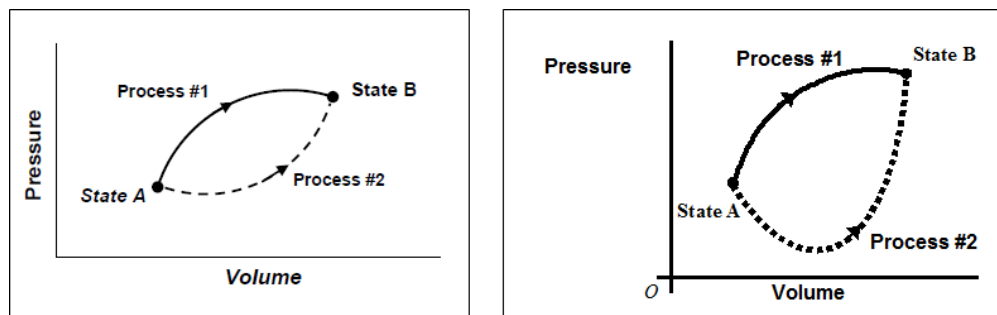 Process #1
State B
Pressure
State A
Process #2
Volume
Pressure
Process #1
State B
State A
Process #2
O
Volume